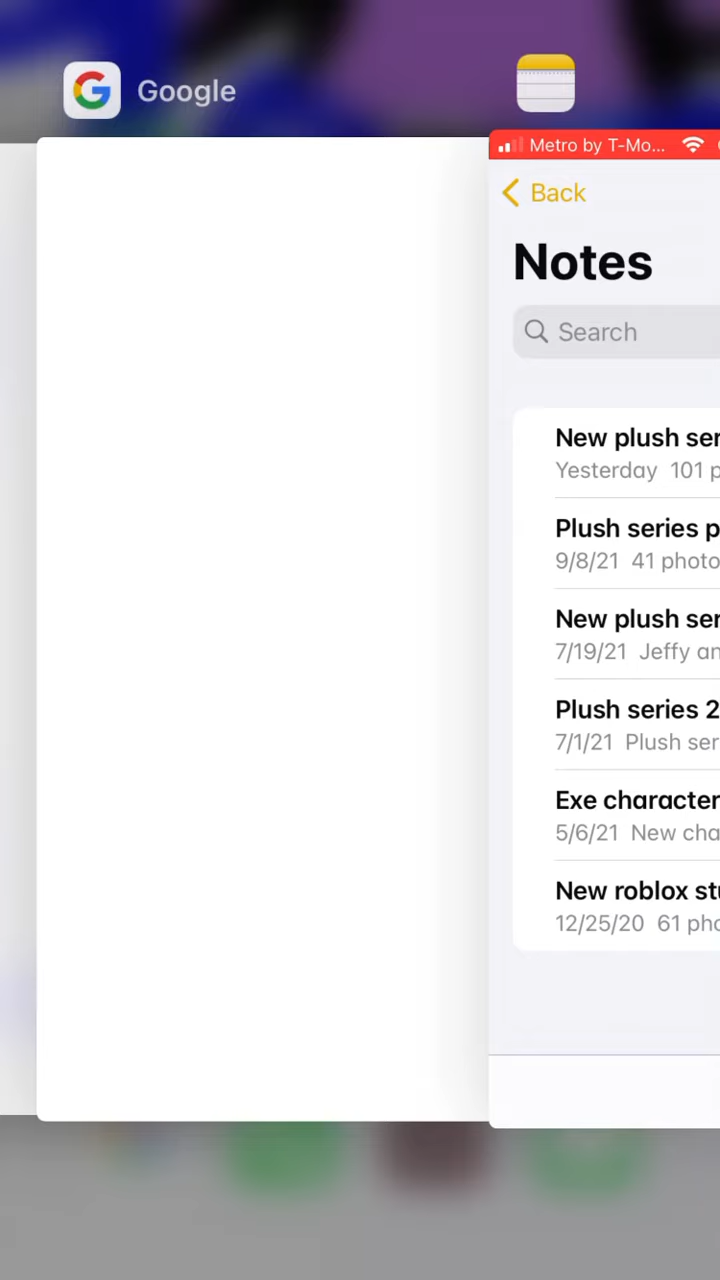 Google
Metro by T-Mo...
Back
Notes
Search
New plush ser
Yesterday 101 p
Plush series p
9/8/21 41 photo
New plush ser
7/19/21 Jeffy an
Plush series 2
7/1/21 Plush ser
Exe character
5/6/21 New cha
New roblox stu
12/25/20 61 pho